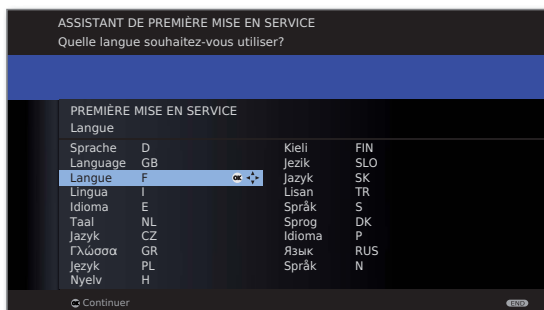 ASSISTANT DE PREMIÈRE MISE EN SERVICE
Quelle langue souhaitez-vous utiliser?
PREMIÈRE MISE EN SERVICE
Langue
Sprache D
Language GB
Langue F OK
Lingua I
Idioma E
Taal NL
Jazyk CZ
Γλώσσα GR
Język PL
Nyelv H
Kieli FIN
Jezik SLO
Jazyk SK
Lisan TR
Språk S
Sprog DK
Idioma P
Язык RUS
Språk N
OK Continuer
END